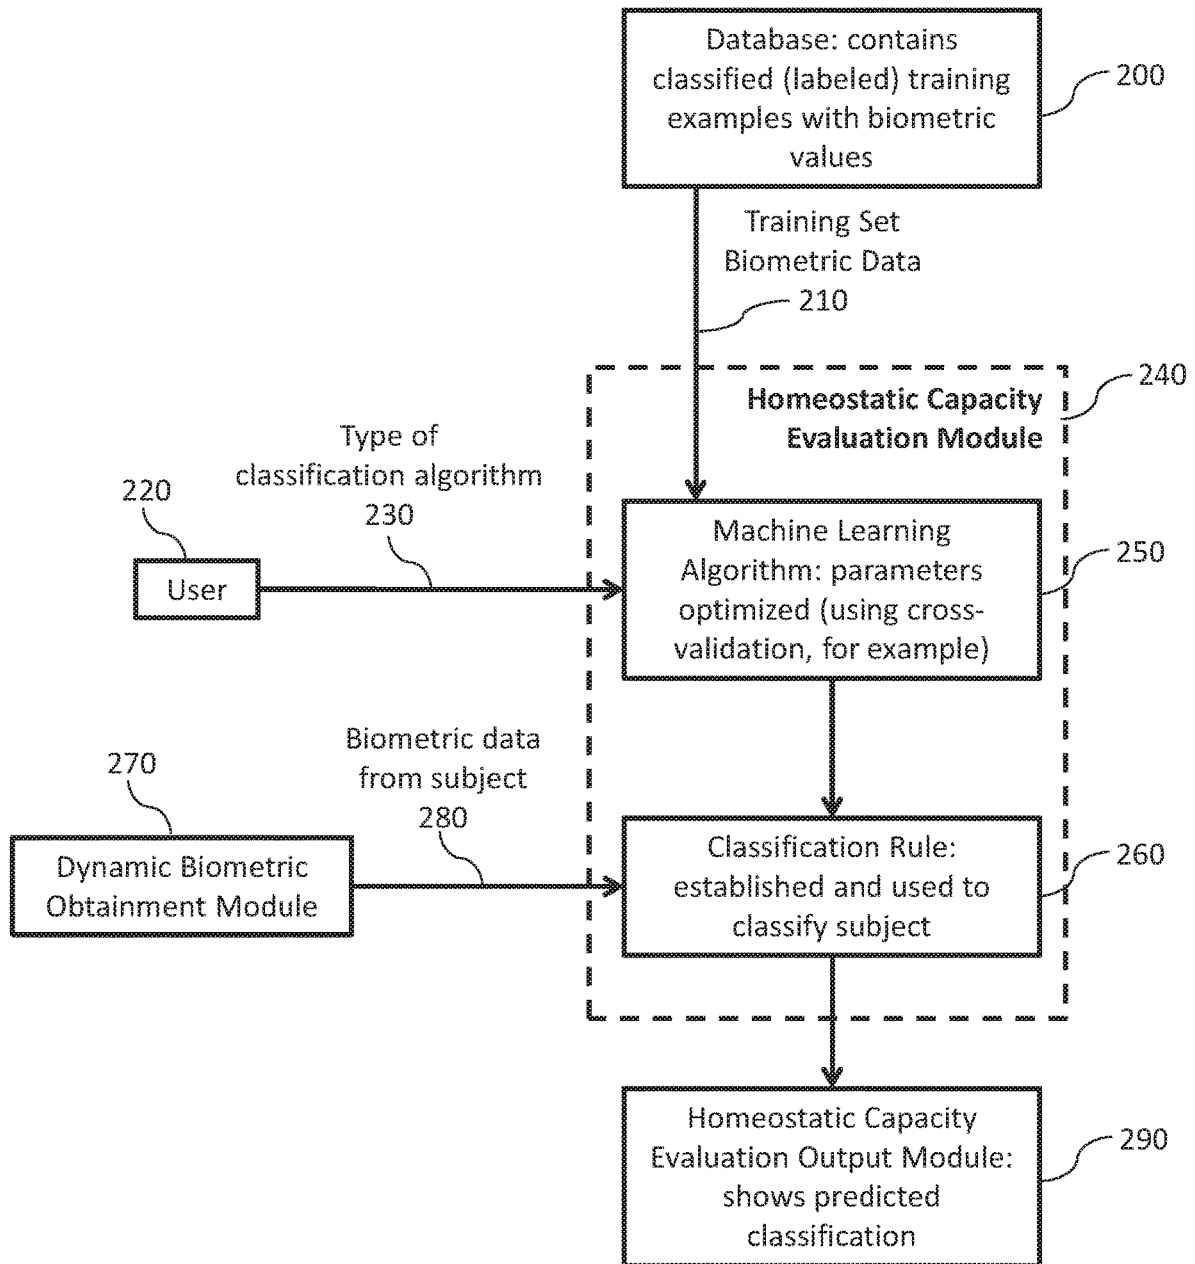 Database: contains
classified (labeled) training
examples with biometric
values
200
Training Set
Biometric Data
210
240
Homeostatic Capacity
Evaluation Module
Type of
classification algorithm
230
220
User
Machine Learning
Algorithm: parameters
optimized (using cross-
validation, for example)
250
Biometric data
from subject
280
270
Dynamic Biometric
Obtainment Module
Classification Rule:
established and used to
classify subject
260
Homeostatic Capacity
Evaluation Output Module:
shows predicted
classification
290